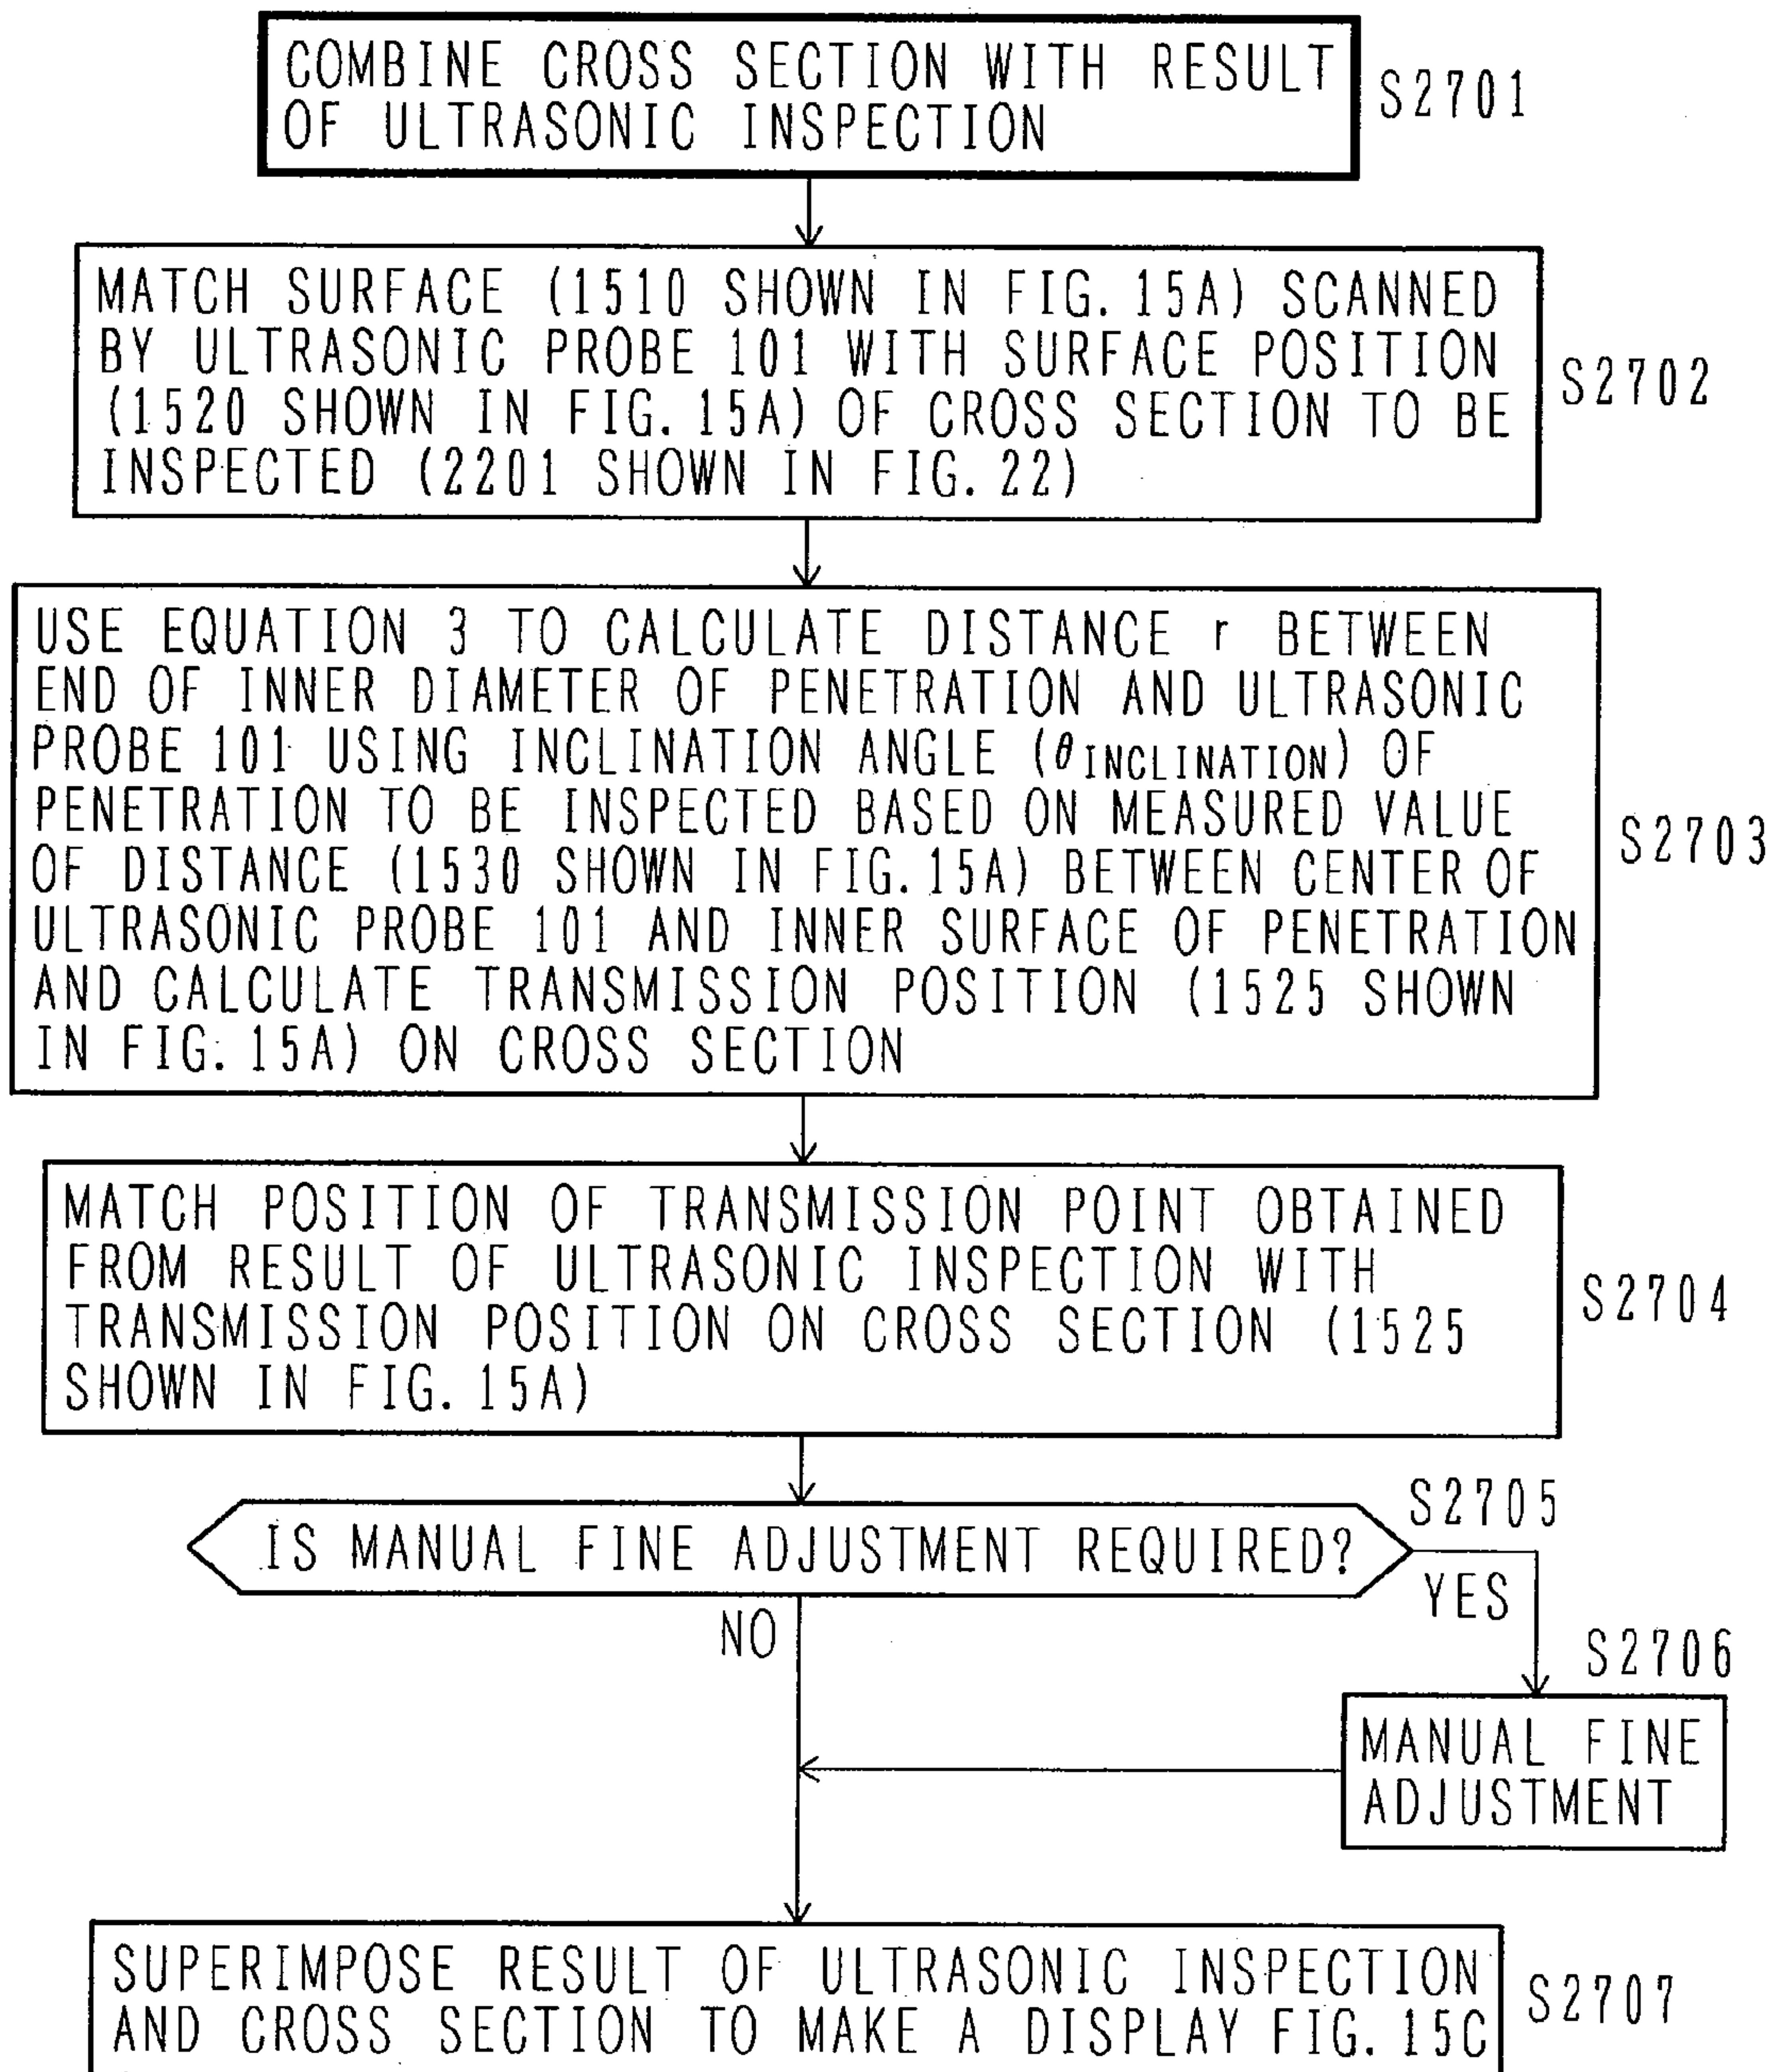 COMBINE CROSS SECTION WITH RESULT
OF ULTRASONIC INSPECTION
S2701
MATCH SURFACE (1510 SHOWN IN FIG. 15A) SCANNED
BY ULTRASONIC PROBE 101 WITH SURFACE POSITION
(1520 SHOWN IN FIG. 15A) OF CROSS SECTION TO BE
INSPECTED (2201 SHOWN IN FIG. 22)
S2702
USE EQUATION 3 TO CALCULATE DISTANCE r BETWEEN
END OF INNER DIAMETER OF PENETRATION AND ULTRASONIC
PROBE 101 USING INCLINATION ANGLE (θINCLINATION) OF
PENETRATION TO BE INSPECTED BASED ON MEASURED VALUE
OF DISTANCE (1530 SHOWN IN FIG. 15A) BETWEEN CENTER OF
ULTRASONIC PROBE 101 AND INNER SURFACE OF PENETRATION
AND CALCULATE TRANSMISSION POSITION (1525 SHOWN
IN FIG. 15A) ON CROSS SECTION
S2703
MATCH POSITION OF TRANSMISSION POINT OBTAINED
FROM RESULT OF ULTRASONIC INSPECTION WITH
TRANSMISSION POSITION ON CROSS SECTION (1525
SHOWN IN FIG. 15A)
S2704
IS MANUAL FINE ADJUSTMENT REQUIRED?
S2705
YES
NO
S2706
MANUAL FINE
ADJUSTMENT
SUPERIMPOSE RESULT OF ULTRASONIC INSPECTION
AND CROSS SECTION TO MAKE A DISPLAY FIG. 15C
S2707